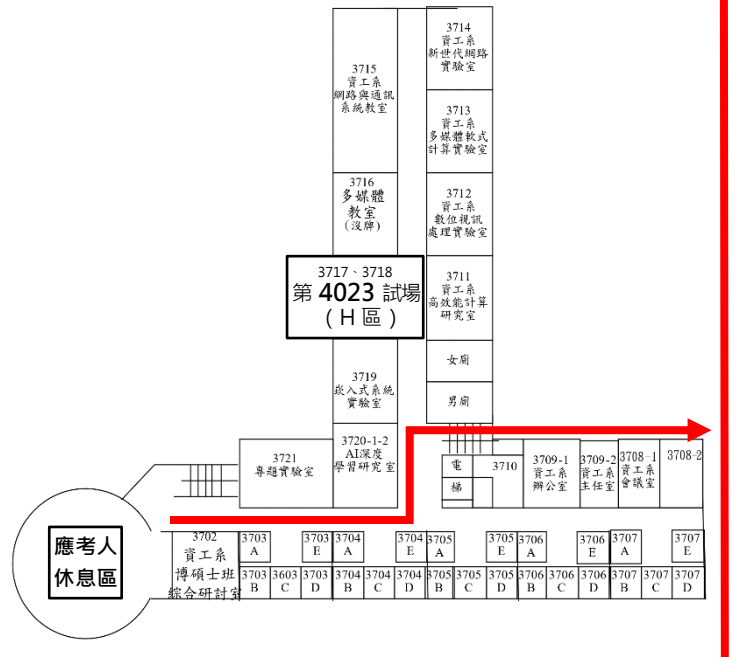 3714
資工系
新世代網路
實驗室
3715
資工系
網路與通訊
系統教室
3713
資工系
多媒體軟式
計算實驗室
3716
多媒體
教室
(沒牌)
3712
資工系
數位視訊
處理實驗室
3717、3718
第 4023 試場
(H 區)
3711
資工系
高效能計算
研究室
女廁
3719
崁入式系統
實驗室
男廁
3720-1-2
AI深度
學習研究室
3721
專題實驗室
電
梯
3710
3709-1
資工系
辦公室
3709-2
資工系
主任室
3708-1
資工系
會議室
3708-2
應考人
休息區
3702
資工系
博碩士班
綜合研討室
3703
A
3703
E
3704
A
3704
E
3705
A
3705
E
3706
A
3706
E
3707
A
3707
E
3703
B
3603
C
3703
D
3704
B
3704
C
3704
D
3705
B
3705
C
3705
D
3706
B
3706
C
3706
D
3707
B
3707
C
3707
D